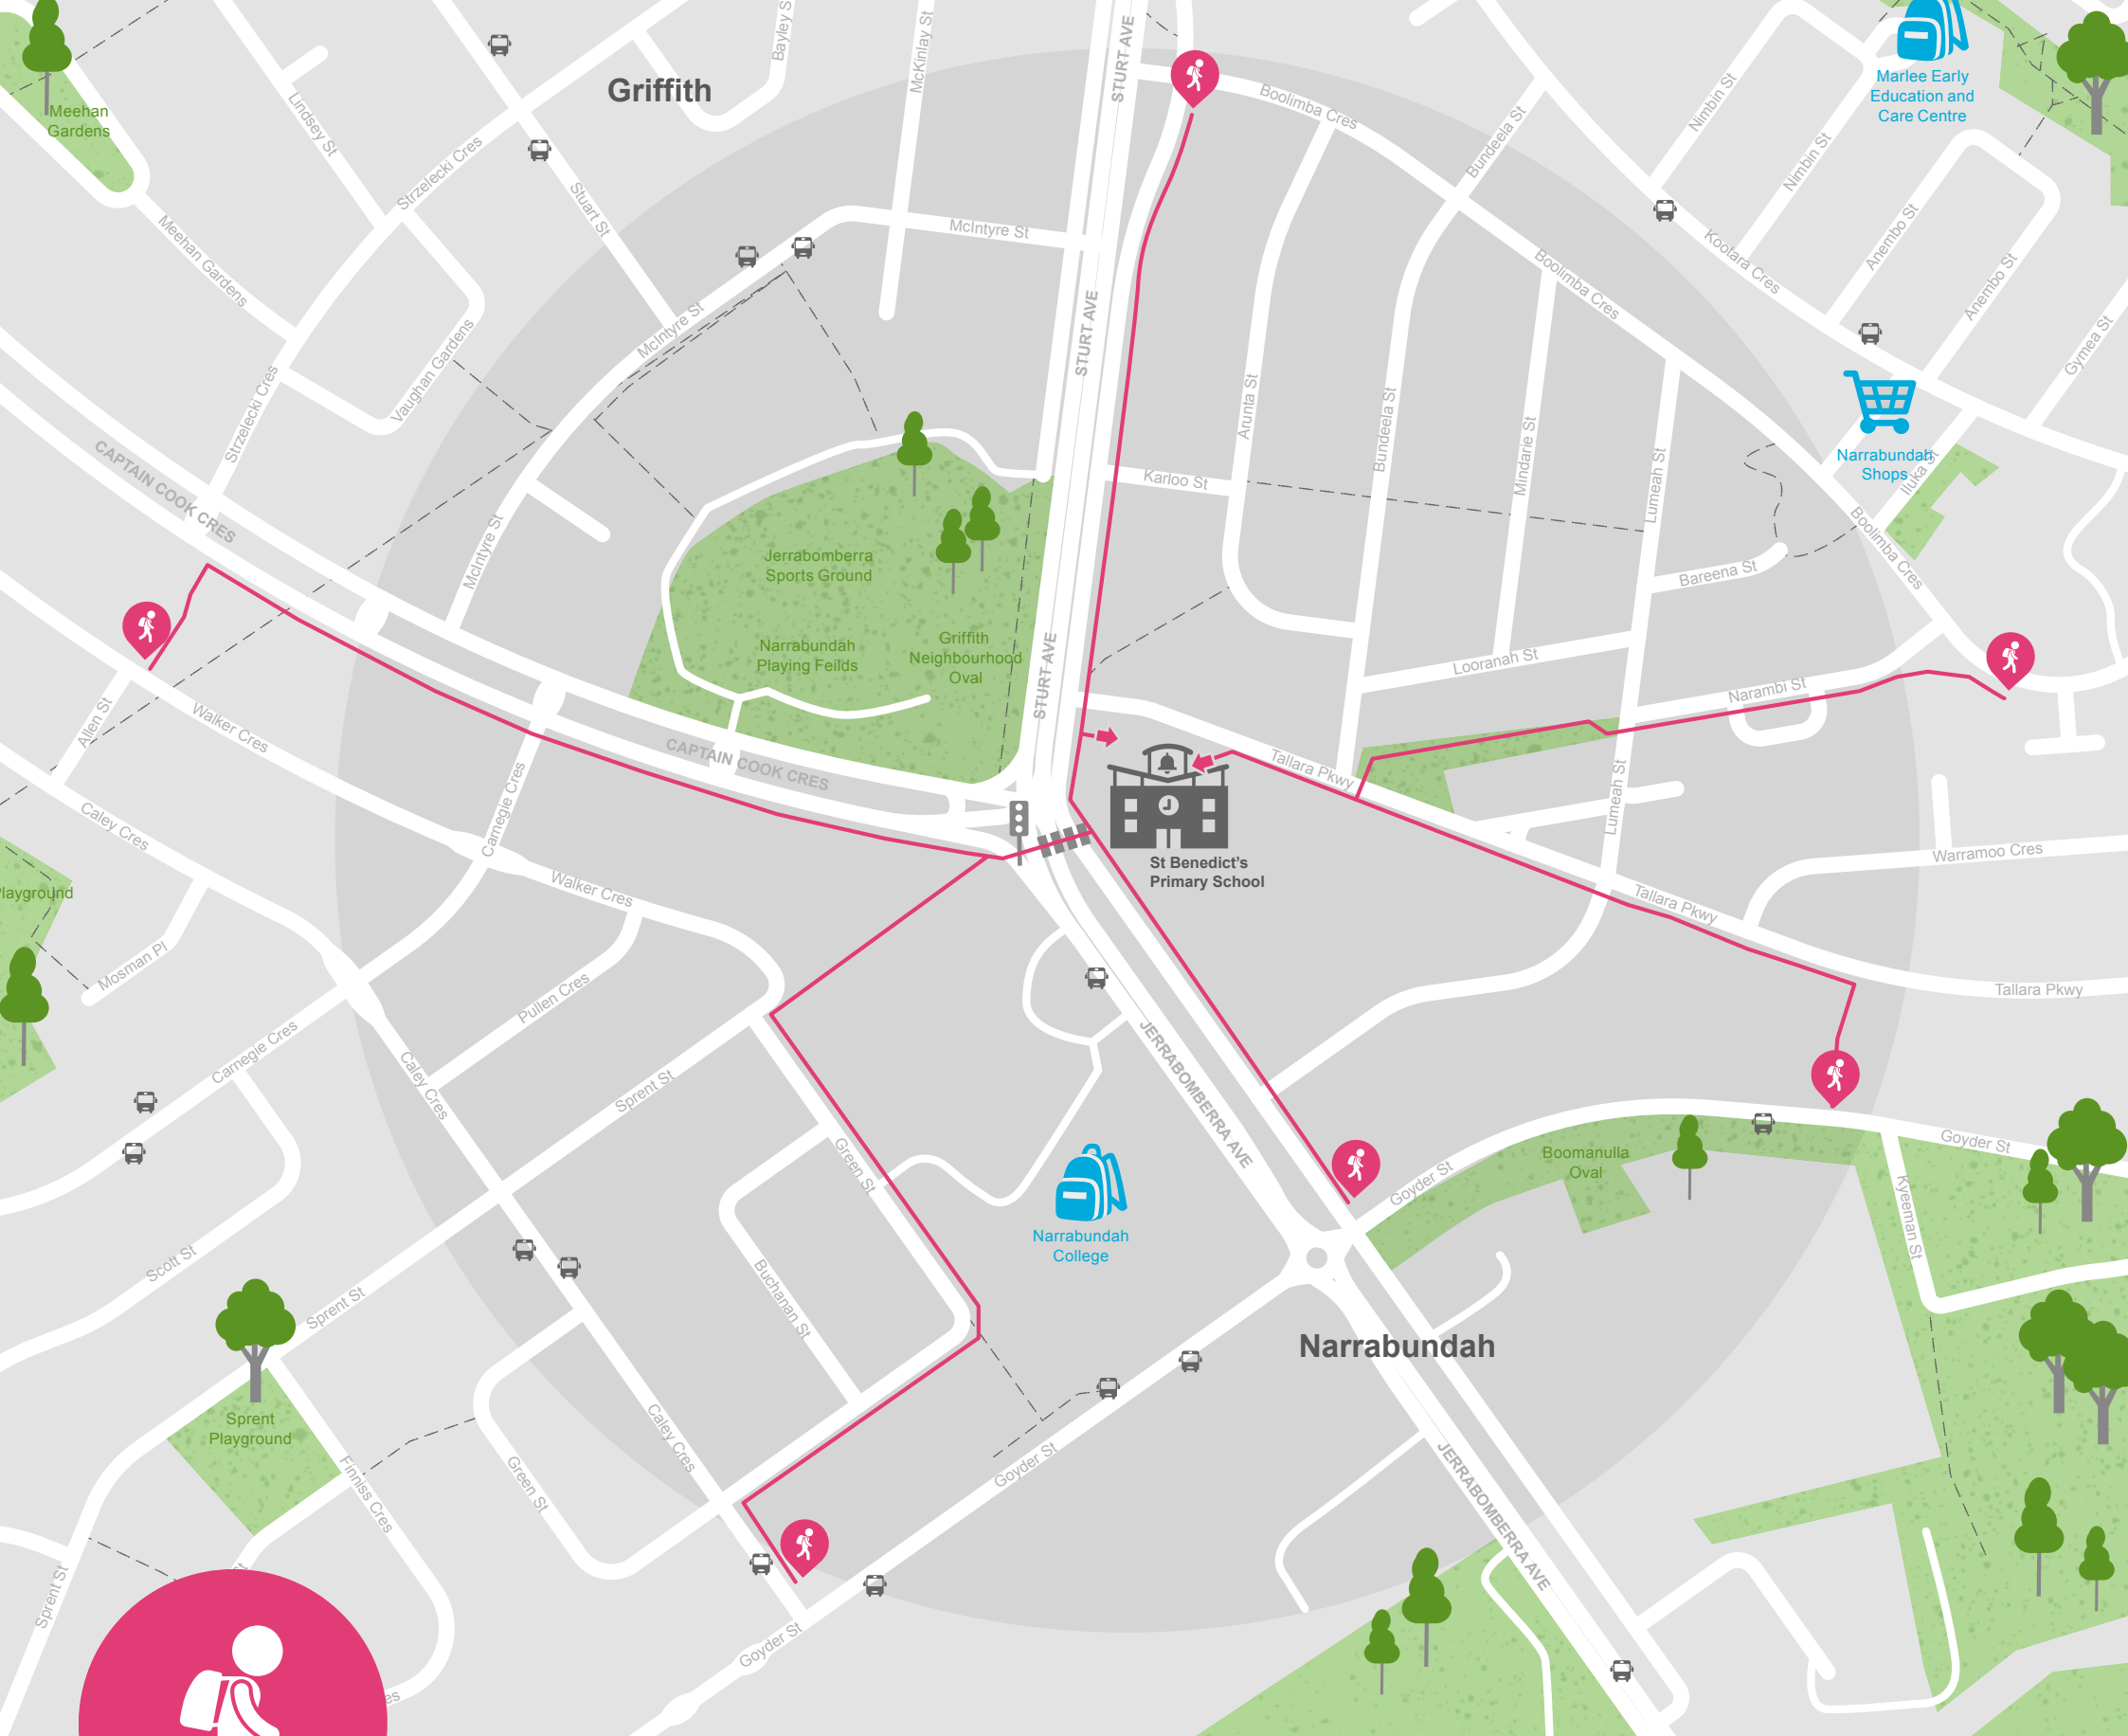 Griffith
Meehan
Gardens
Lindsey St
Strzelecki Cres
Stuart St
McKinlay St
STURT AVE
Boolimba Cres
Bundeela St
Nimbin St
Nimbin St
Marlee Early
Education and
Care Centre
Meehan Gardens
McIntyre St
McIntyre St
STURT AVE
Boolimba Cres
Kootara Cres
Anembo St
Anembo St
Gymea St
Vaughan Gardens
Strzelecki Cres
Arunta St
Bundeela St
Mindarie St
Lumeah St
Narrabundah
Shops
Iluka St
CAPTAIN COOK CRES
Karloo St
McIntyre St
Jerrabomberra
Sports Ground
Bareena St
Boolimba Cres
Narrabundah
Playing Feilds
Griffith
Neighbourhood
Oval
STURT AVE
Looranah St
Narambi St
Allen St
Walker Cres
CAPTAIN COOK CRES
Tallara Pkwy
Lumeah St
Caley Cres
Carnegie Cres
St Benedict's
Primary School
Warramoo Cres
Walker Cres
Tallara Pkwy
Tallara Pkwy
Mosman Pl
Pullen Cres
Carnegie Cres
Caley Cres
Sprent St
JERRABOMBERRA AVE
Green St
Boomanulla
Oval
Goyder St
Goyder St
Kyeeman St
Narrabundah
College
Scott St
Sprent St
Buchanan St
Narrabundah
Sprent
Playground
Finniss Cres
Green St
Caley Cres
Goyder St
JERRABOMBERRA AVE
Sprent St
Goyder St